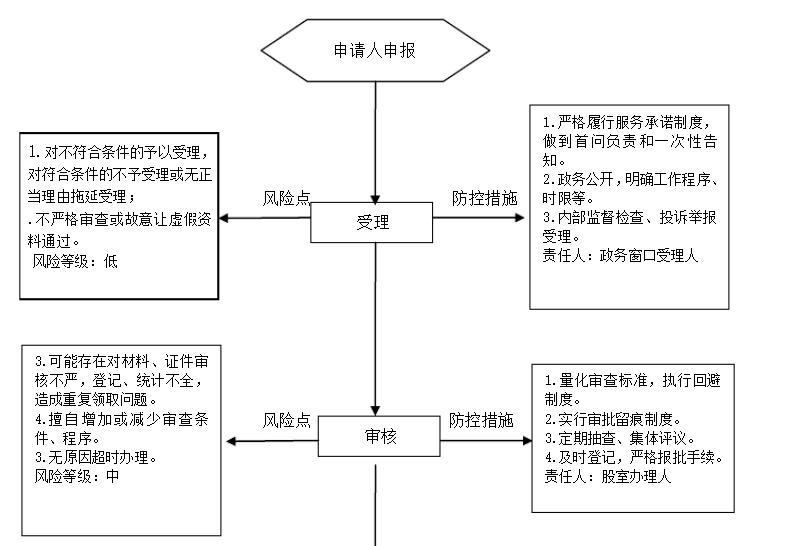 申请人申报
1.对不符合条件的予以受理，
对符合条件的不予受理或无正
当理由拖延受理；
.不严格审查或故意让虚假资
料通过。
风险等级：低
风险点
受理
防控措施
1.严格履行服务承诺制度，
做到首问负责和一次性告
知。
2.政务公开，明确工作程序、
时限等。
3.内部监督检查、投诉举报
受理。
责任人：政务窗口受理人
3.可能存在对材料、证件审
核不严，登记、统计不全，
造成重复领取问题。
4.擅自增加或减少审查条
件、程序。
3.无原因超时办理。
风险等级：中
风险点
审核
防控措施
1.量化审查标准，执行回避
制度。
2.实行审批留痕制度。
3.定期抽查、集体评议。
4.及时登记，严格报批手续。
责任人：股室办理人